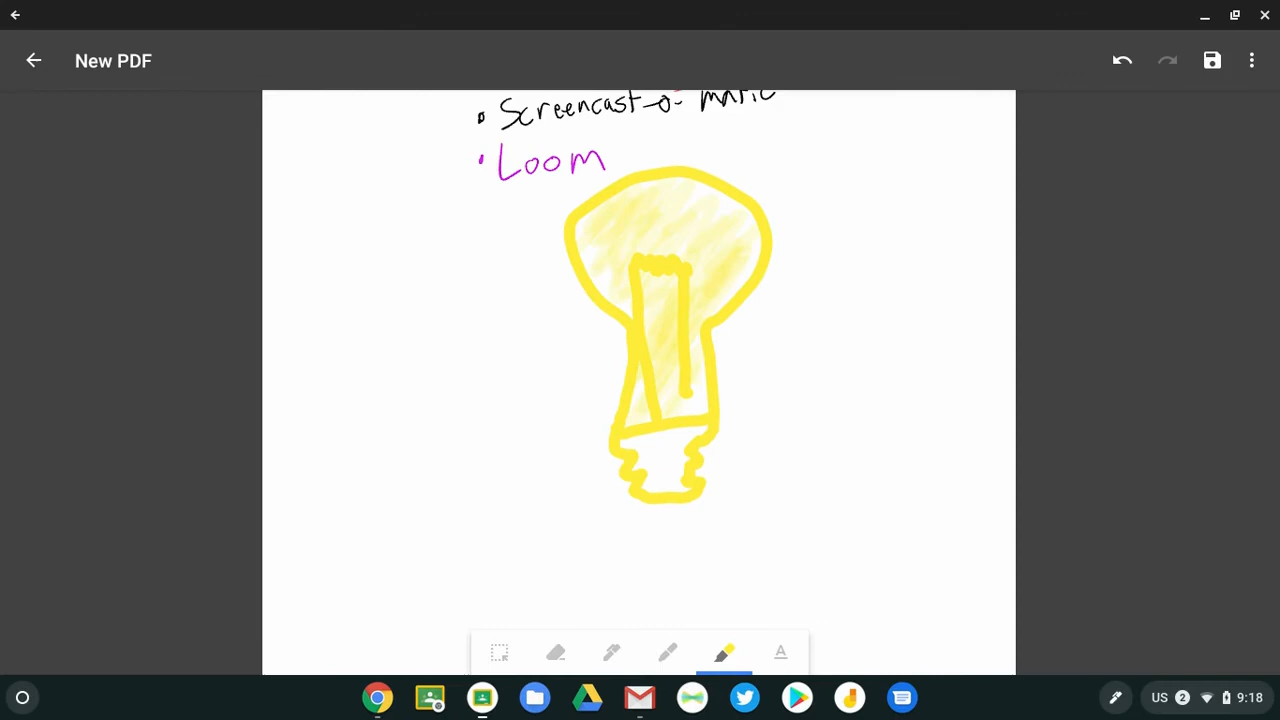 New PDF
• Screencast-o-matic
• Loom
A
US 2 9:18